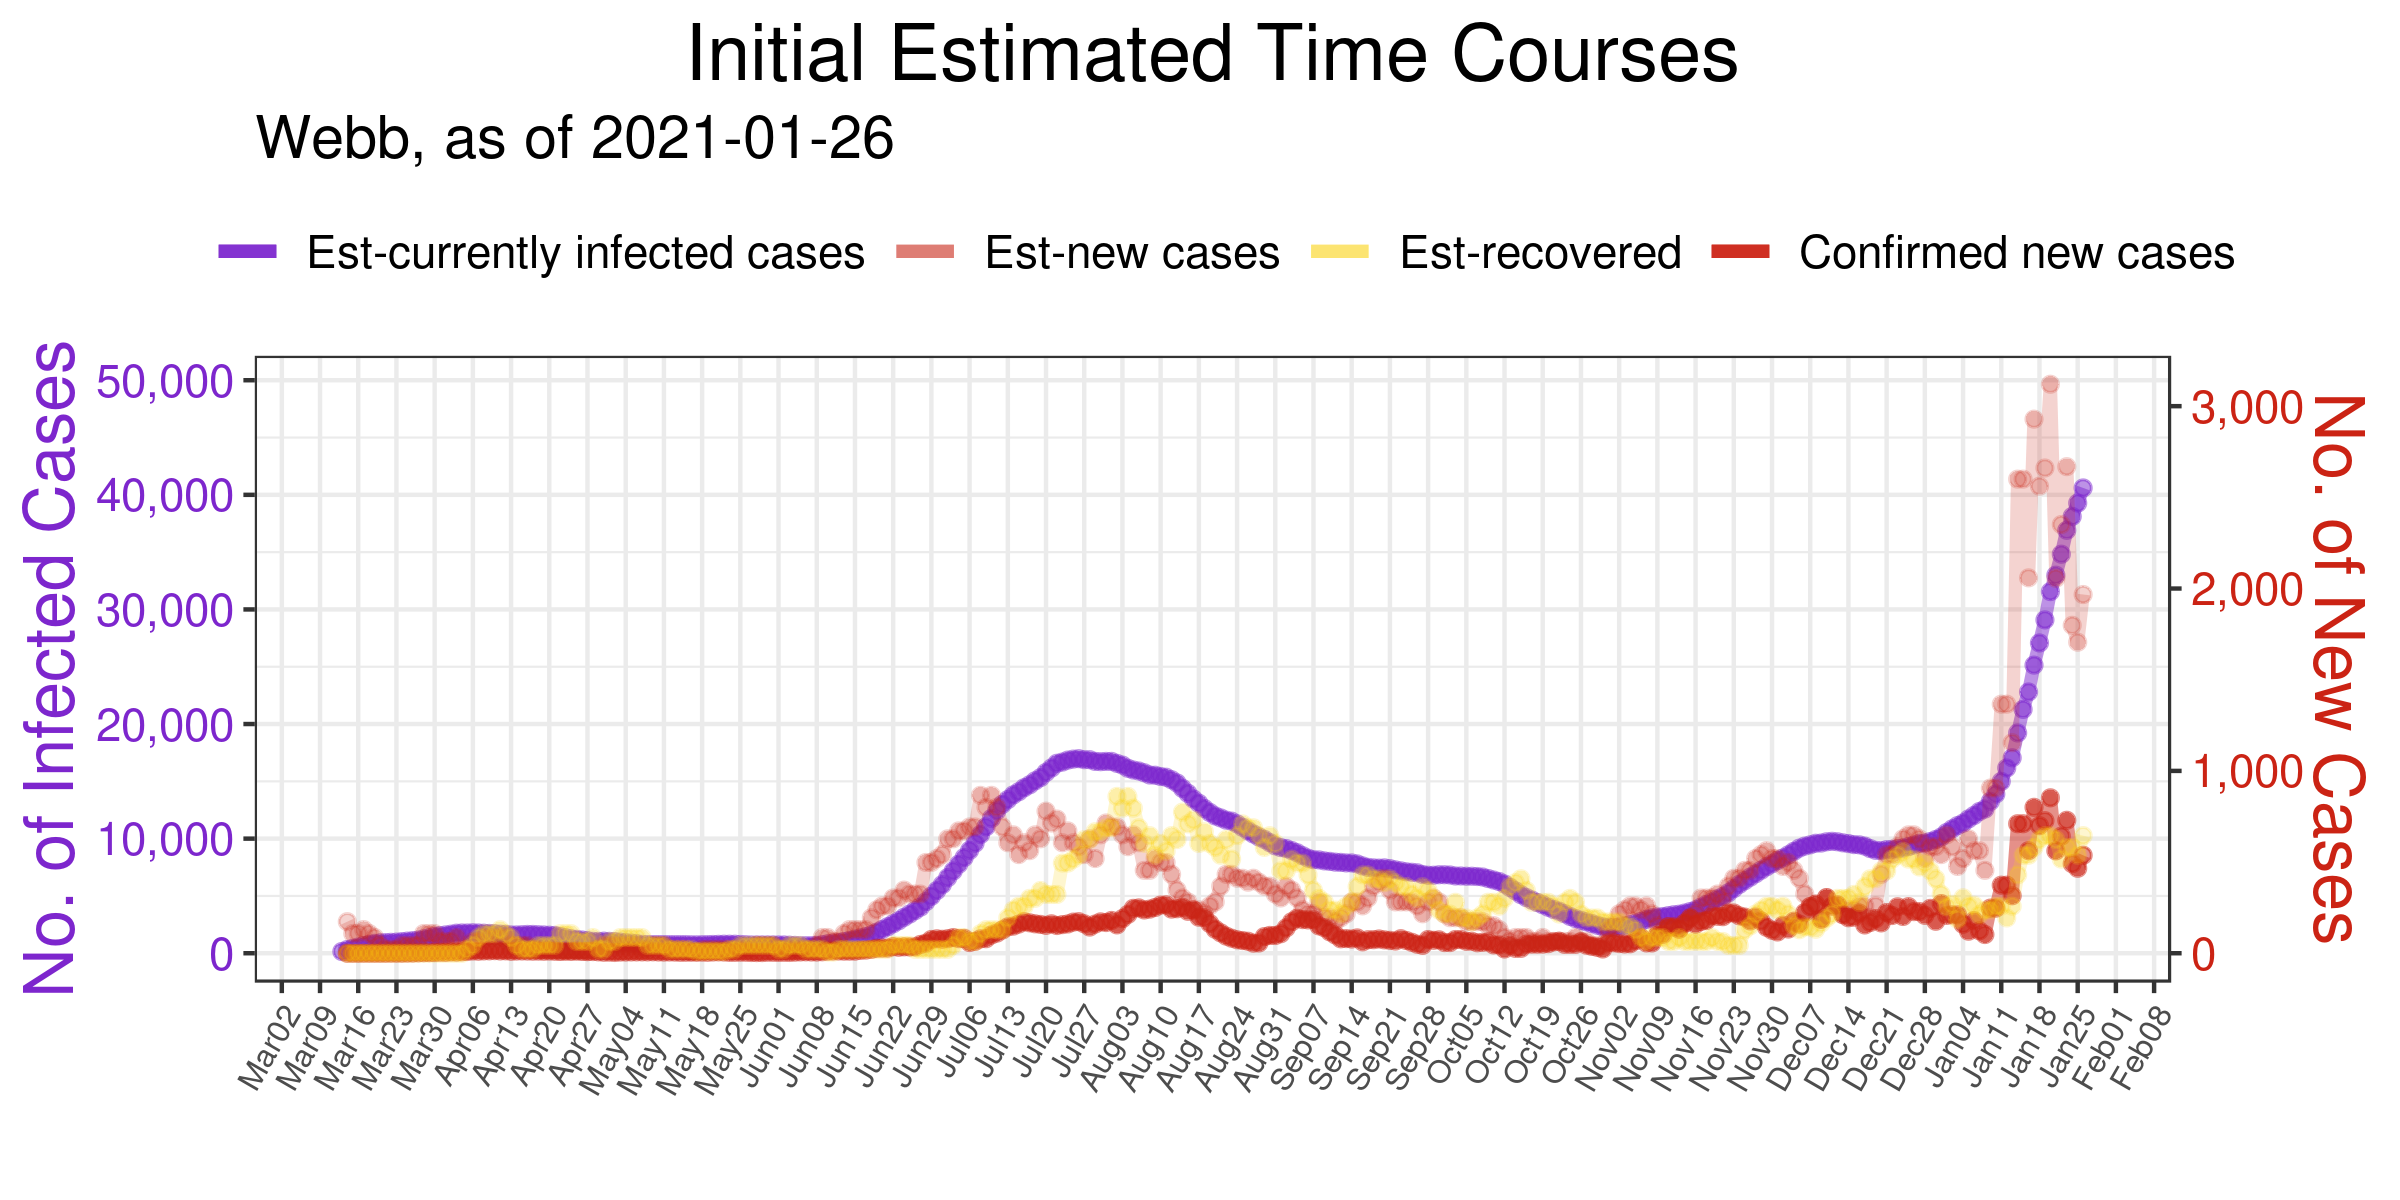 Initial Estimated Time Courses
Webb, as of 2021-01-26
Est-currently infected cases Est-new cases Est-recovered Confirmed new cases
No. of Infected Cases
50,000
40,000
30,000
20,000
10,000
0
3,000
2,000
1,000
0
No. of New Cases
Mar02 Mar09 Mar16 Mar23 Mar30 Apr06 Apr13 Apr20 Apr27 May04 May11 May18 May25 Jun01 Jun08 Jun15 Jun22 Jun29 Jul06 Jul13 Jul20 Jul27 Aug03 Aug10 Aug17 Aug24 Aug31 Sep07 Sep14 Sep21 Sep28 Oct05 Oct12 Oct19 Oct26 Nov02 Nov09 Nov16 Nov23 Nov30 Dec07 Dec14 Dec21 Dec28 Jan04 Jan11 Jan18 Jan25 Feb01 Feb08